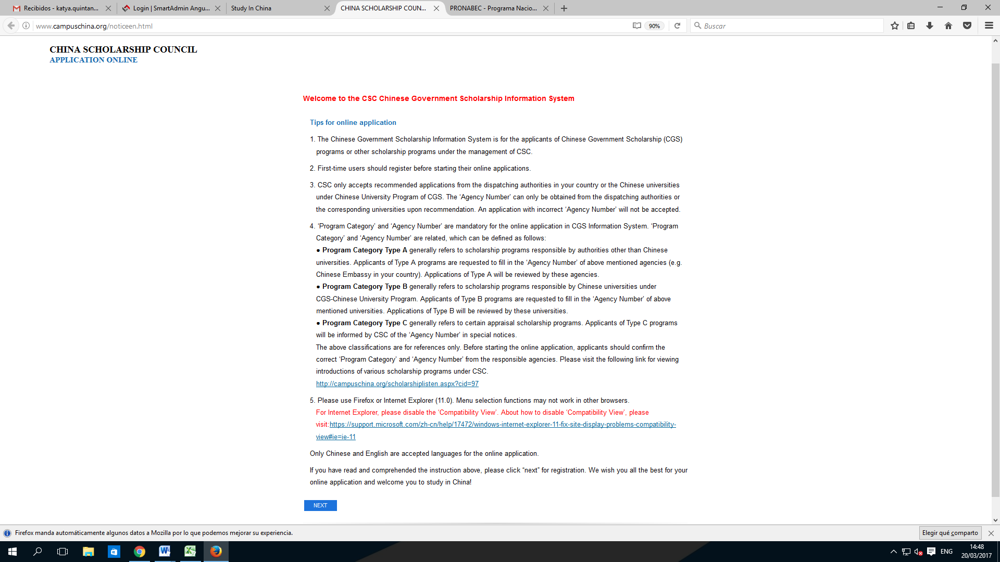 Recibidos - katya.quintan...
Login | SmartAdmin Angu...
Study In China
CHINA SCHOLARSHIP COUN...
PRONABEC - Programa Nacio...
www.campuschina.org/noticeen.html
90%
Buscar
CHINA SCHOLARSHIP COUNCIL
APPLICATION ONLINE
Welcome to the CSC Chinese Government Scholarship Information System
Tips for online application
1. The Chinese Government Scholarship Information System is for the applicants of Chinese Government Scholarship (CGS)
programs or other scholarship programs under the management of CSC.
2. First-time users should register before starting their online applications.
3. CSC only accepts recommended applications from the dispatching authorities in your country or the Chinese universities
under Chinese University Program of CGS. The ‘Agency Number’ can only be obtained from the dispatching authorities or
the corresponding universities upon recommendation. An application with incorrect ‘Agency Number’ will not be accepted.
4. ‘Program Category’ and ‘Agency Number’ are mandatory for the online application in CGS Information System. ‘Program
Category’ and ‘Agency Number’ are related, which can be defined as follows:
● Program Category Type A generally refers to scholarship programs responsible by authorities other than Chinese
universities. Applicants of Type A programs are requested to fill in the ‘Agency Number’ of above mentioned agencies (e.g.
Chinese Embassy in your country). Applications of Type A will be reviewed by these agencies.
● Program Category Type B generally refers to scholarship programs responsible by Chinese universities under
CGS-Chinese University Program. Applicants of Type B programs are requested to fill in the ‘Agency Number’ of above
mentioned universities. Applications of Type B will be reviewed by these universities.
● Program Category Type C generally refers to certain appraisal scholarship programs. Applicants of Type C programs
will be informed by CSC of the ‘Agency Number’ in special notices.
The above classifications are for references only. Before starting the online application, applicants should confirm the
correct ‘Program Category’ and ‘Agency Number’ from the responsible agencies. Please visit the following link for viewing
introductions of various scholarship programs under CSC.
http://campuschina.org/scholarshiplisten.aspx?cid=97
5. Please use Firefox or Internet Explorer (11.0). Menu selection functions may not work in other browsers.
For Internet Explorer, please disable the ‘Compatibility View’. About how to disable ‘Compatibility View’, please
visit:https://support.microsoft.com/zh-cn/help/17472/windows-internet-explorer-11-fix-site-display-problems-compatibility-
view#ie=ie-11
Only Chinese and English are accepted languages for the online application.
If you have read and comprehended the instruction above, please click “next” for registration. We wish you all the best for your
online application and welcome you to study in China!
NEXT
Firefox manda automáticamente algunos datos a Mozilla por lo que podemos mejorar su experiencia.
Elegir qué comparto
ENG
14:48
20/03/2017